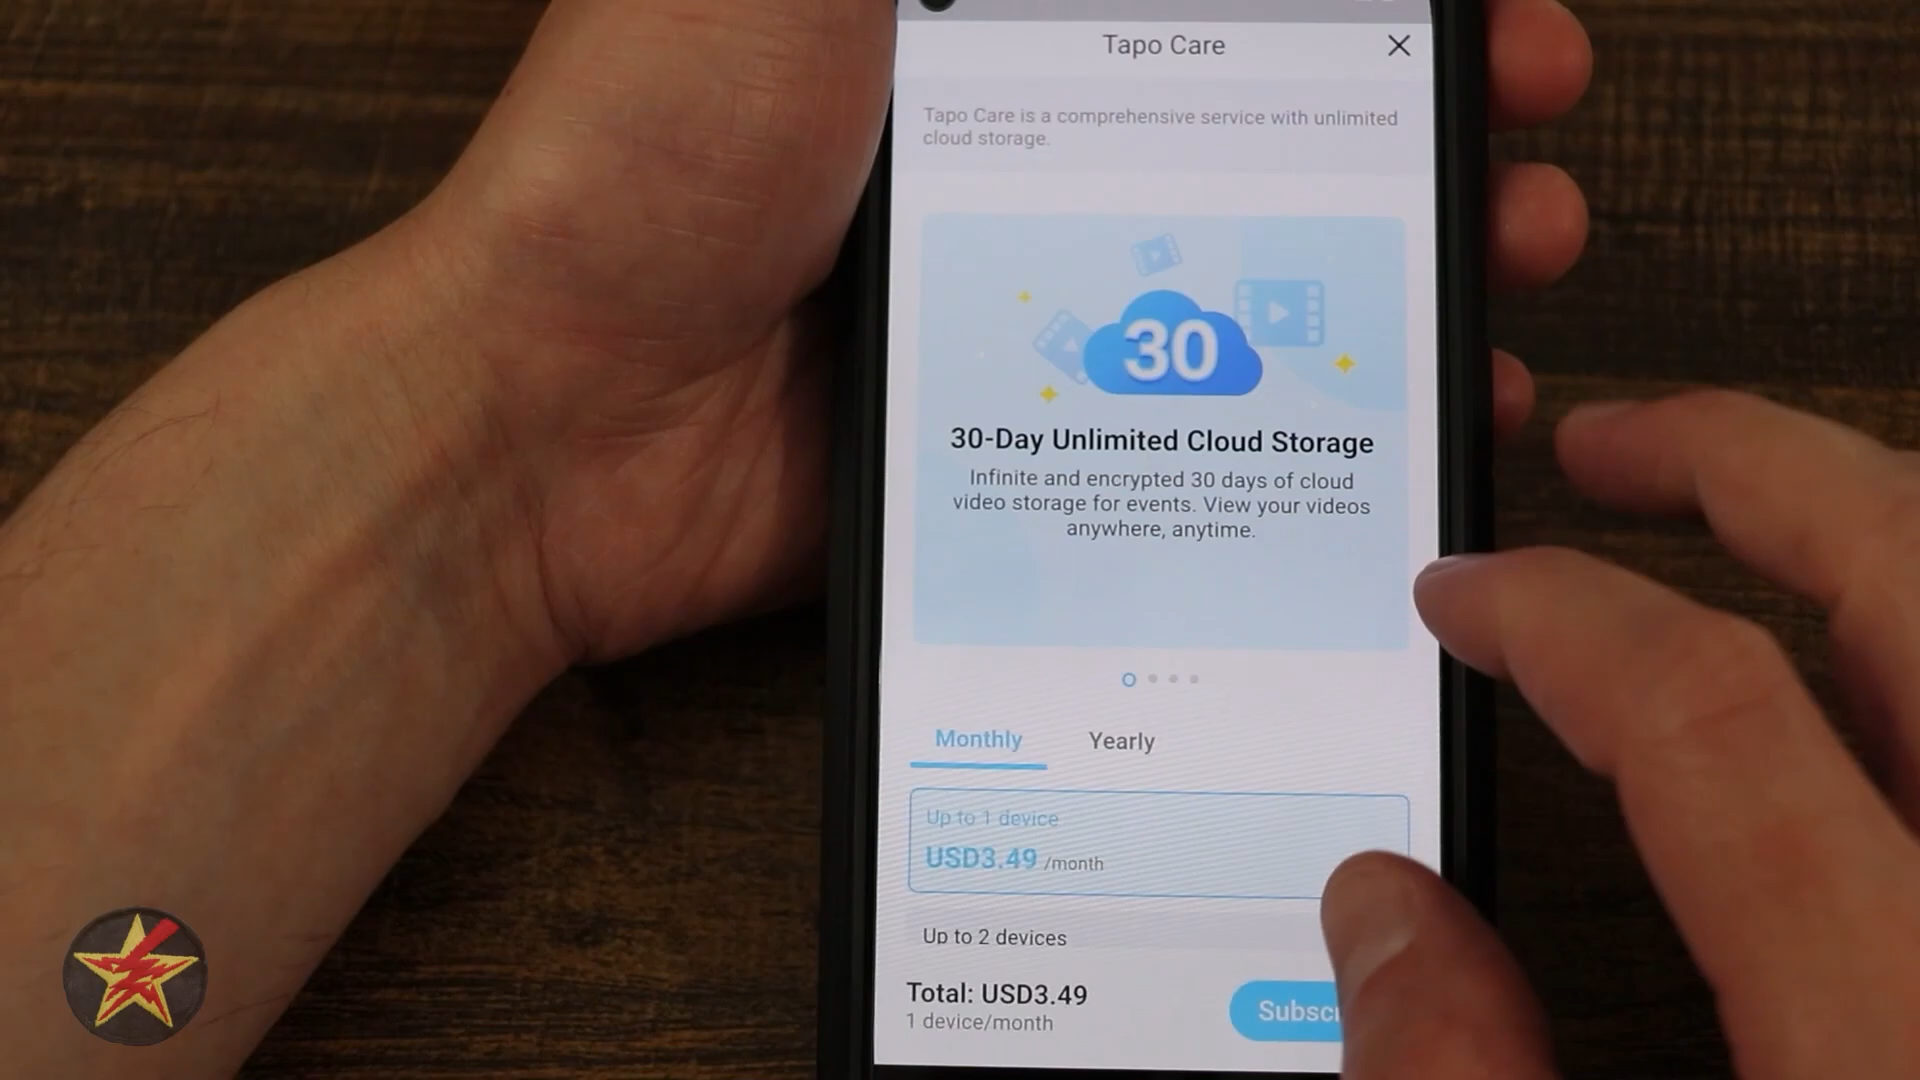 Tapo Care
Tapo Care is a comprehensive service with unlimited
cloud storage.
30
30-Day Unlimited Cloud Storage
Infinite and encrypted 30 days of cloud
video storage for events. View your videos
anywhere, anytime.
Monthly Yearly
Up to 1 device
USD3.49 /month
Up to 2 devices
Total: USD3.49
1 device/month